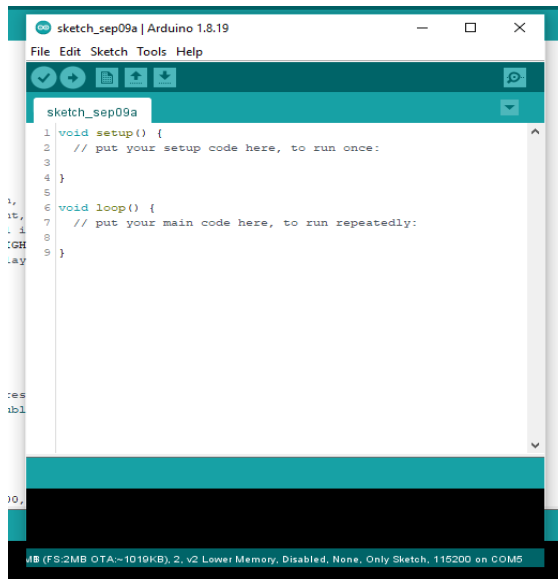 sketch_sep09a | Arduino 1.8.19
File Edit Sketch Tools Help
sketch_sep09a
1 void setup() {
2 // put your setup code here, to run once:
3
4 }
5
6 void loop() {
7 // put your main code here, to run repeatedly:
8
9 }
(FS:2MB OTA:~1019KB), 2, v2 Lower Memory, Disabled, None, Only Sketch, 115200 on COM5